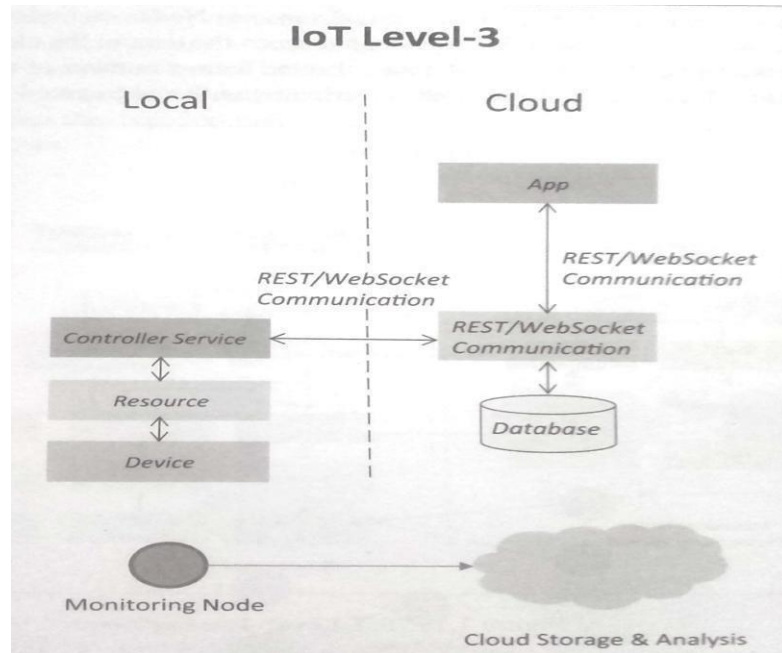 IoT Level-3
Local
Cloud
App
REST/WebSocket
Communication
REST/WebSocket
Communication
Controller Service
REST/WebSocket
Communication
Resource
Database
Device
Monitoring Node
Cloud Storage & Analysis